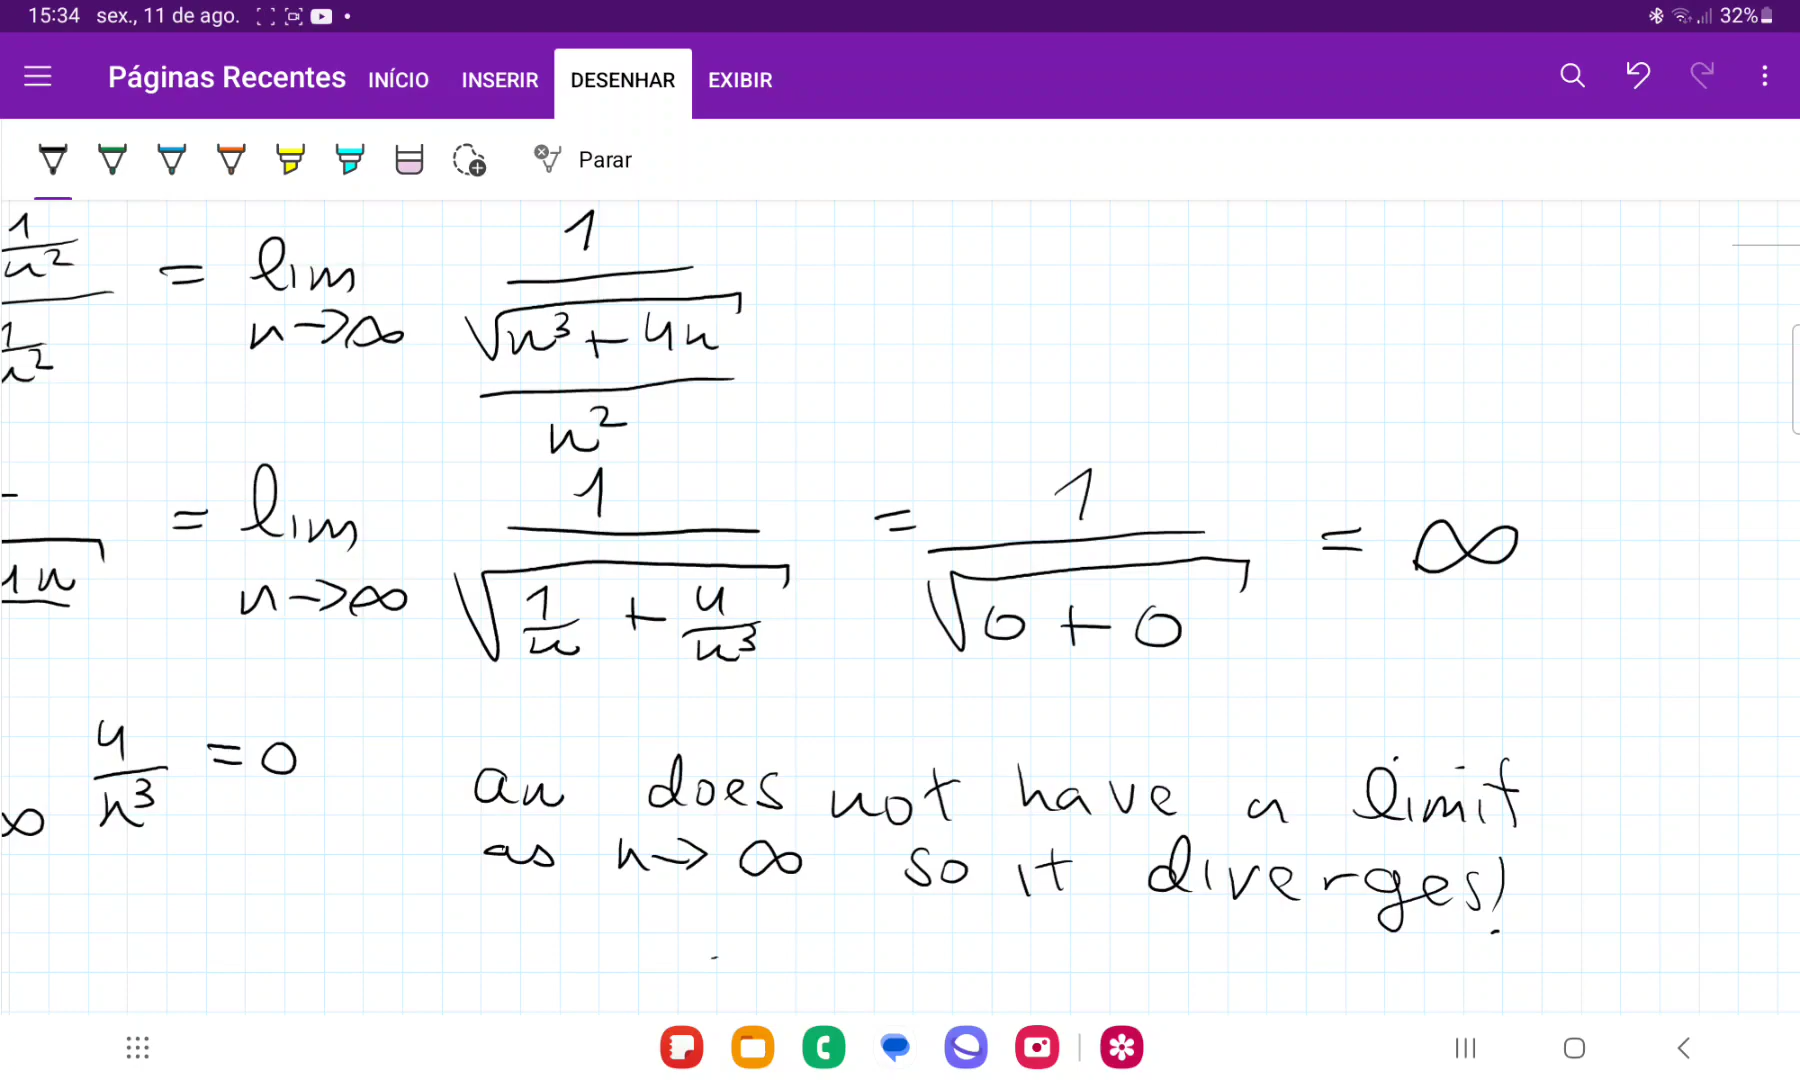 15:34 sex., 11 de ago. 32%
Páginas Recentes INÍCIO INSERIR DESENHAR EXIBIR
Parar
1/n² = lim n→∞ 1/(√(n³+4n)/n²)
1/n²
= lim n→∞ 1/√(1/n + 4/n³) = 1/√(0+0) = ∞
4n
∞ 4/n³ = 0
an does not have a limit
as n→∞ so it diverges!